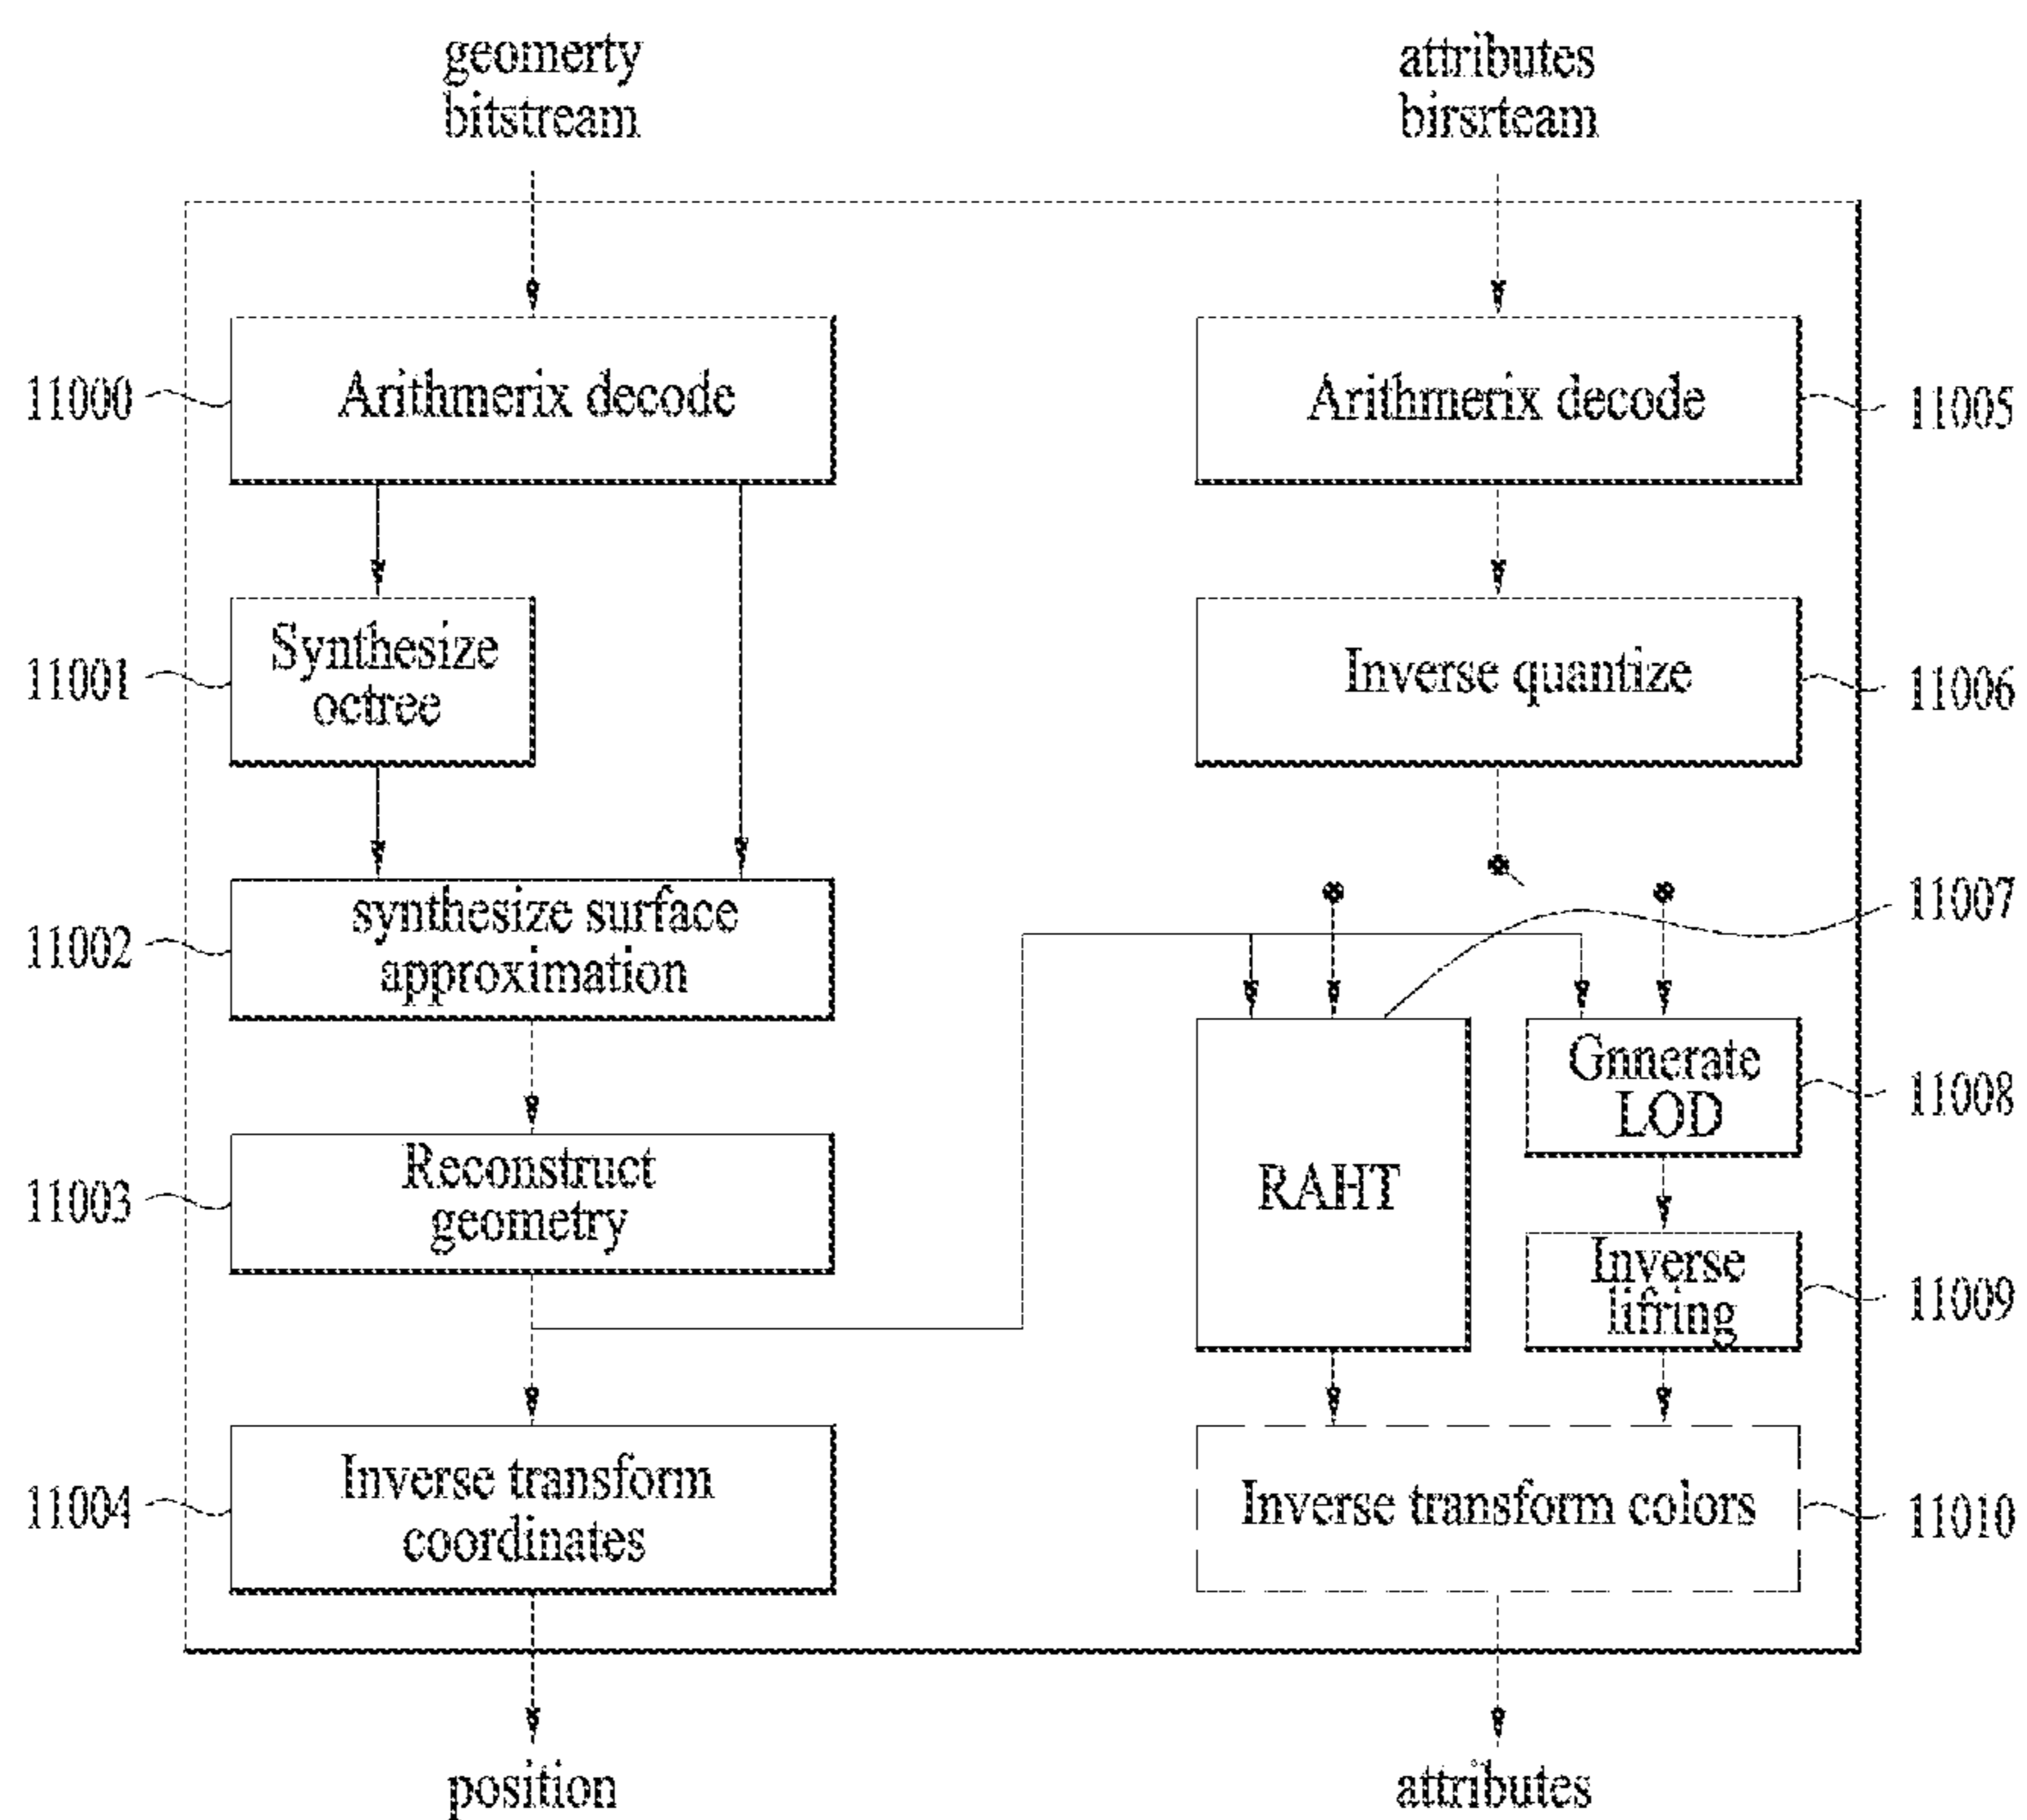 geomerty
bitstream
attributes
birsrteam
11000
Arithmerix decode
Arithmerix decode
11005
11001
Synthesize
octree
Inverse quantize
11006
11002
synthesize surface
approximation
11007
11003
Reconstruct
geometry
RAHT
Gnnerate
LOD
11008
Inverse
lifring
11009
11004
Inverse transform
coordinates
Inverse transform colors
11010
position
attributes